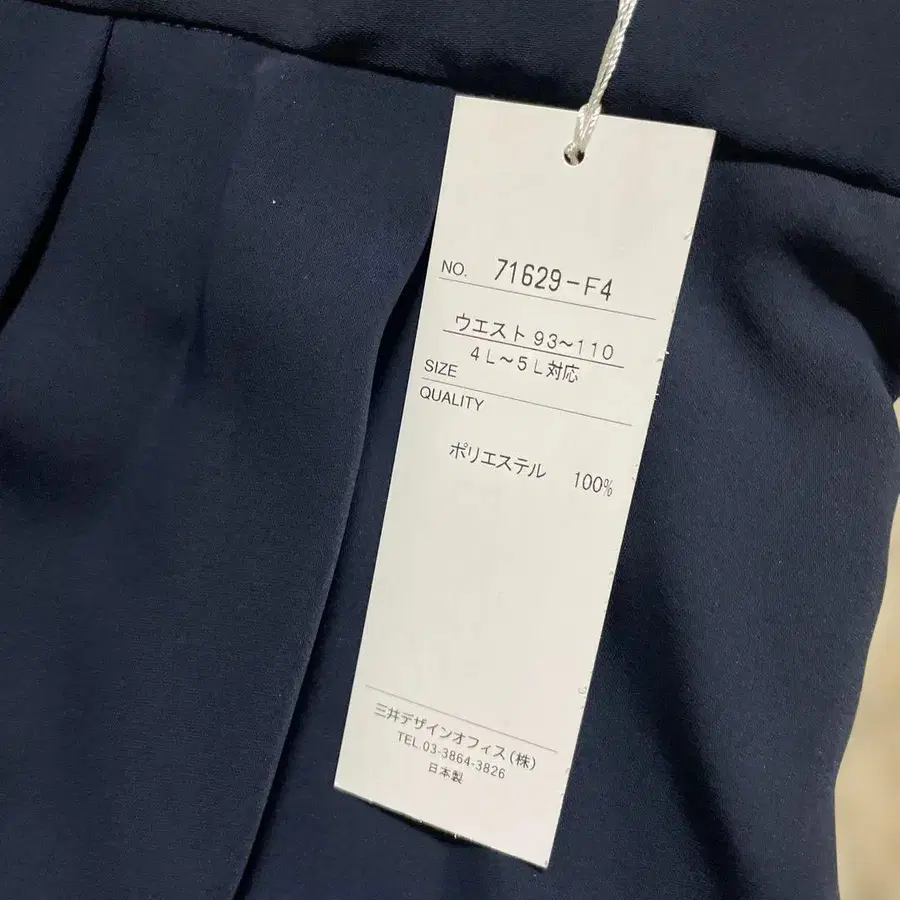 NO. 71629-F4
ウエスト 93~110
4L~5L対応
SIZE
QUALITY
ポリエステル 100%
三井デザインオフィス(株)
TEL.03-3864-3826
日本製